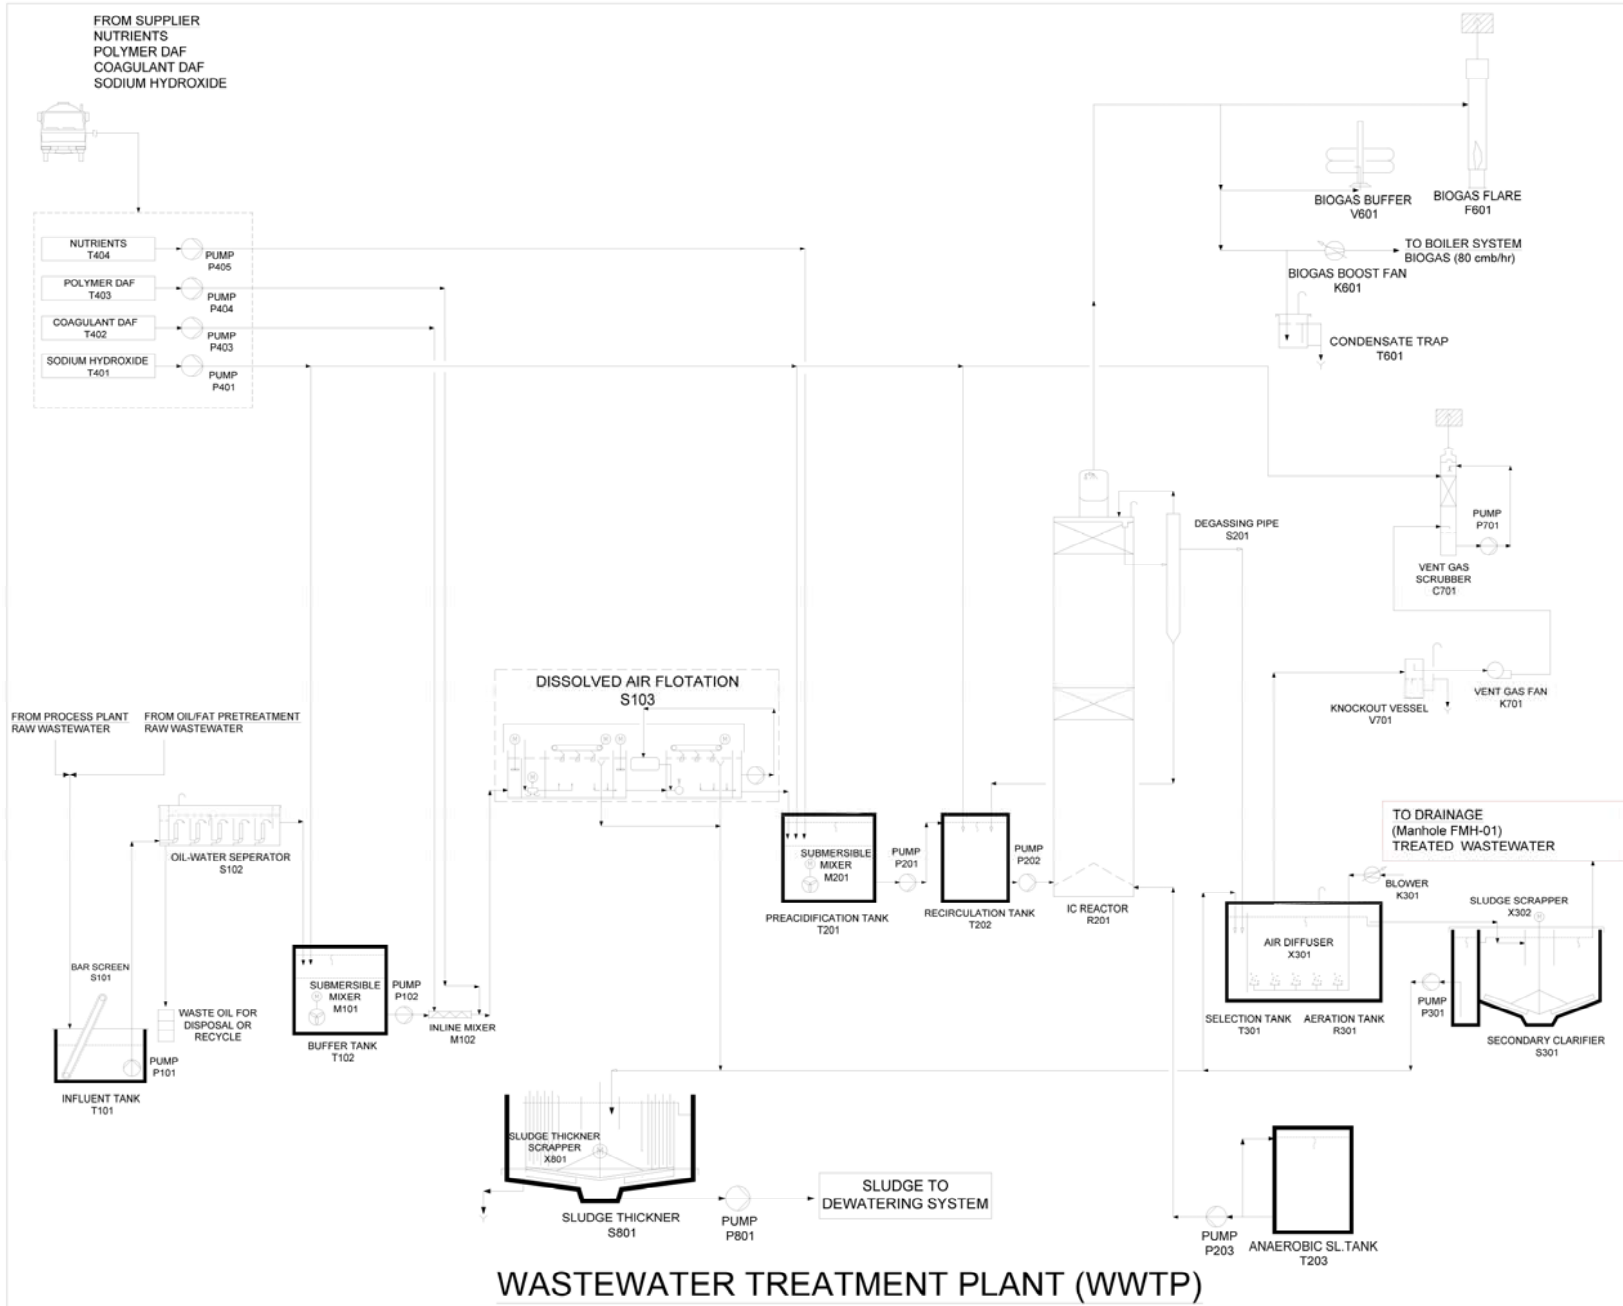 FROM SUPPLIER
NUTRIENTS
POLYMER DAF
COAGULANT DAF
SODIUM HYDROXIDE
NUTRIENTS
T404
PUMP
P405
POLYMER DAF
T403
PUMP
P404
COAGULANT DAF
T402
PUMP
P403
SODIUM HYDROXIDE
T401
PUMP
P401
BIOGAS BUFFER
V601
BIOGAS FLARE
F601
TO BOILER SYSTEM
BIOGAS (80 cmb/hr)
BIOGAS BOOST FAN
K601
CONDENSATE TRAP
T601
DEGASSING PIPE
S201
PUMP
P701
VENT GAS
SCRUBBER
C701
VENT GAS FAN
K701
KNOCKOUT VESSEL
V701
DISSOLVED AIR FLOTATION
S103
M
M
M
M
M
FROM PROCESS PLANT
RAW WASTEWATER
FROM OIL/FAT PRETREATMENT
RAW WASTEWATER
OIL-WATER SEPERATOR
S102
BAR SCREEN
S101
WASTE OIL FOR
DISPOSAL OR
RECYCLE
PUMP
P101
INFLUENT TANK
T101
SUBMERSIBLE
MIXER
M101
M
BUFFER TANK
T102
PUMP
P102
INLINE MIXER
M102
SUBMERSIBLE
MIXER
M201
M
PREACIDIFICATION TANK
T201
PUMP
P201
RECIRCULATION TANK
T202
PUMP
P202
IC REACTOR
R201
TO DRAINAGE
(Manhole FMH-01)
TREATED WASTEWATER
BLOWER
K301
SLUDGE SCRAPPER
X302
M
AIR DIFFUSER
X301
SELECTION TANK
T301
AERATION TANK
R301
PUMP
P301
SECONDARY CLARIFIER
S301
SLUDGE THICKNER
SCRAPPER
X801
M
SLUDGE THICKNER
S801
PUMP
P801
SLUDGE TO
DEWATERING SYSTEM
PUMP
P203
ANAEROBIC SL.TANK
T203
WASTEWATER TREATMENT PLANT (WWTP)